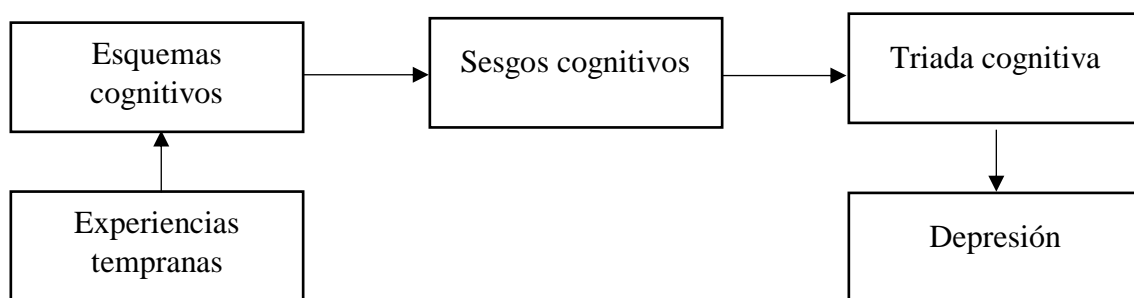 Esquemas
cognitivos
Sesgos cognitivos
Triada cognitiva
Experiencias
tempranas
Depresión